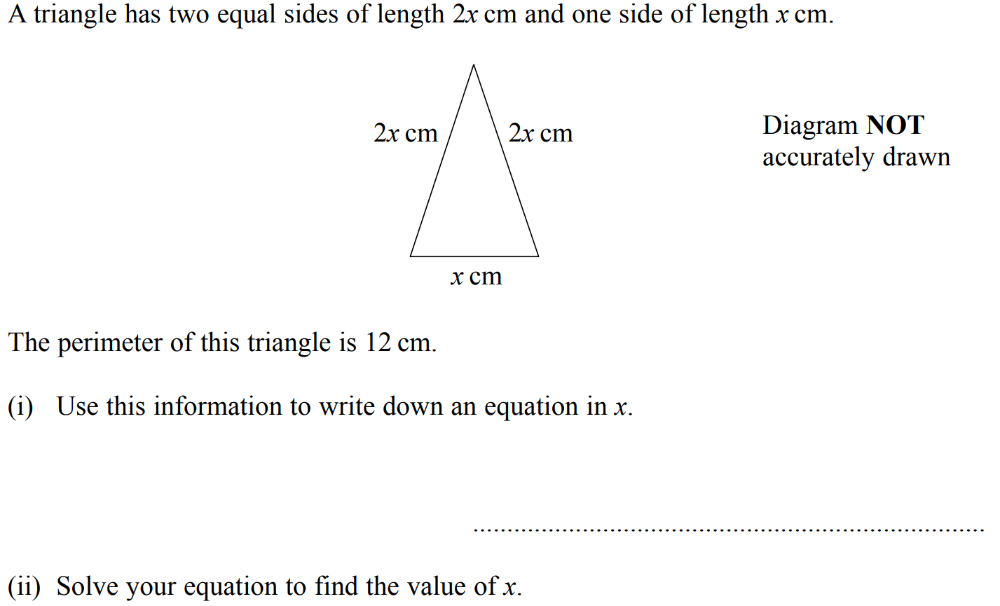 A triangle has two equal sides of length 2x cm and one side of length x cm.
2x cm
2x cm
Diagram NOT
accurately drawn
x cm
The perimeter of this triangle is 12 cm.
(i) Use this information to write down an equation in x.
..........................................................................
(ii) Solve your equation to find the value of x.